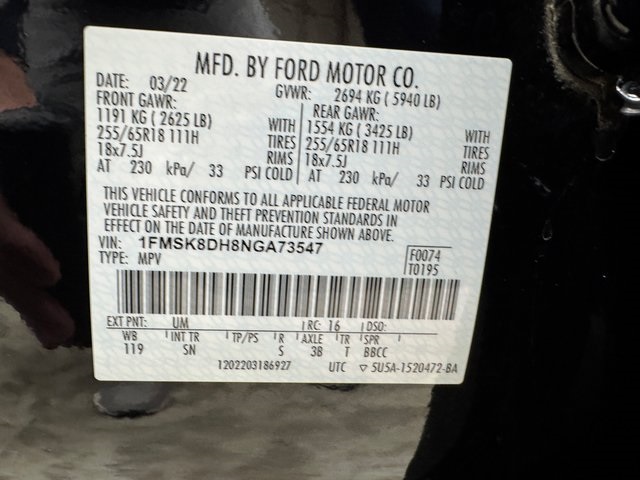 MFD. BY FORD MOTOR CO.
DATE: 03/22 GVWR: 2694 KG ( 5940 LB)
FRONT GAWR: REAR GAWR:
1191 KG ( 2625 LB) WITH 1554 KG ( 3425 LB) WITH
255/65R18 111H TIRES 255/65R18 111H TIRES
18x7.5J RIMS 18x7.5J RIMS
AT 230 kPa/ 33 PSI COLD AT 230 kPa/ 33 PSI COLD
THIS VEHICLE CONFORMS TO ALL APPLICABLE FEDERAL MOTOR
VEHICLE SAFETY AND THEFT PREVENTION STANDARDS IN
EFFECT ON THE DATE OF MANUFACTURE SHOWN ABOVE.
VIN: 1FMSK8DH8NGA73547 F0074
TYPE: MPV T0195
EXT PNT: UM RC: 16 DSO:
WB INT TR TP/PS R AXLE TR SPR
119 SN S 38 T BBCC
1202203186927 UTC ▽ 5U5A-1520472-BA